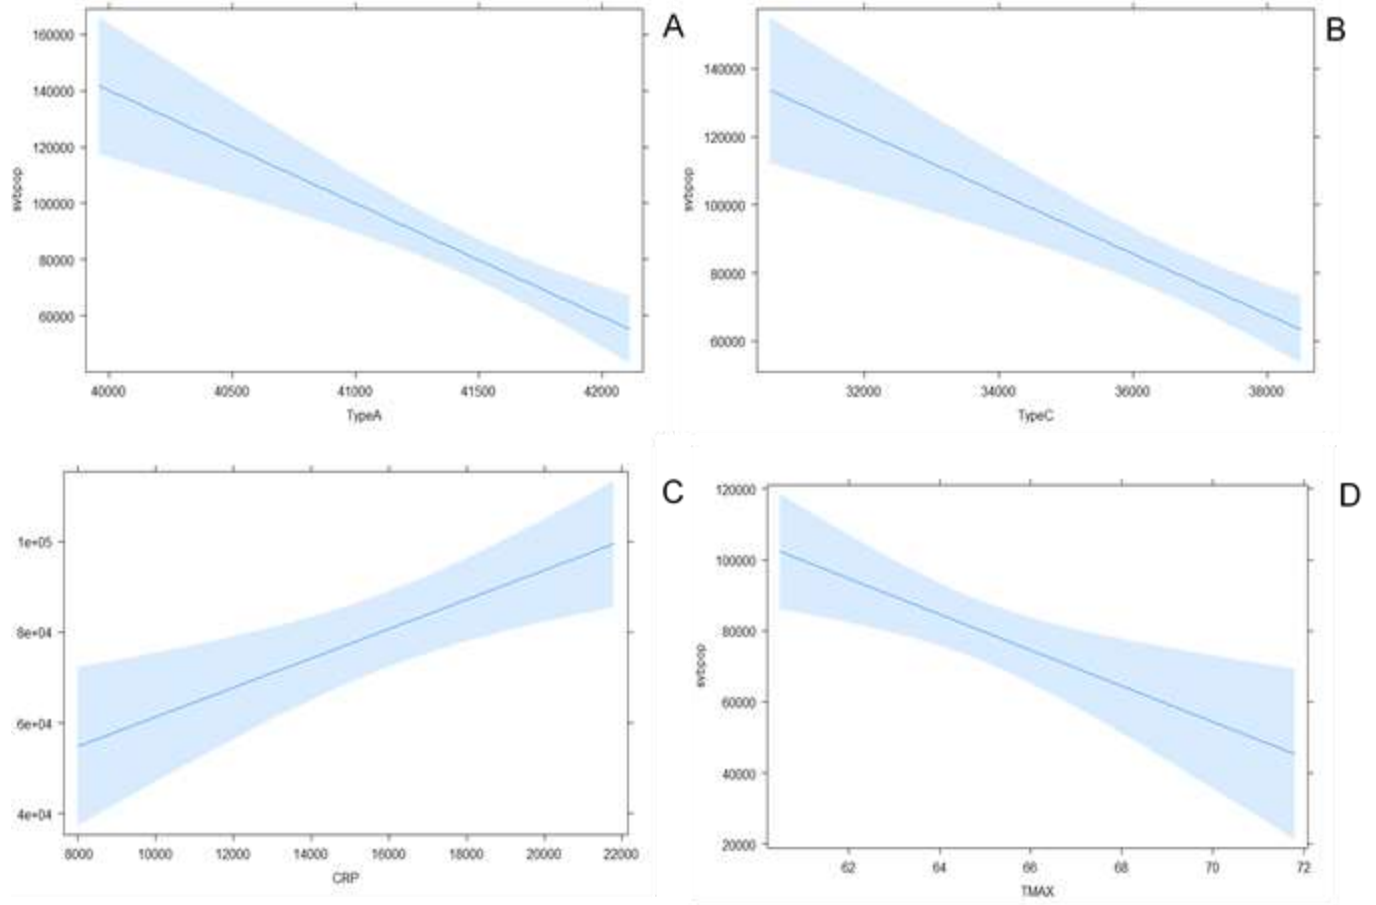 A
160000
140000
120000
100000
80000
60000
svbpop
40000 40500 41000 41500 42000
TypeA
B
140000
120000
100000
80000
60000
svbpop
32000 34000 36000 38000
TypeC
C
1e+05
8e+04
6e+04
4e+04
8000 10000 12000 14000 16000 18000 20000 22000
CRP
D
120000
100000
80000
60000
40000
20000
svbpop
62 64 66 68 70 72
TMAX